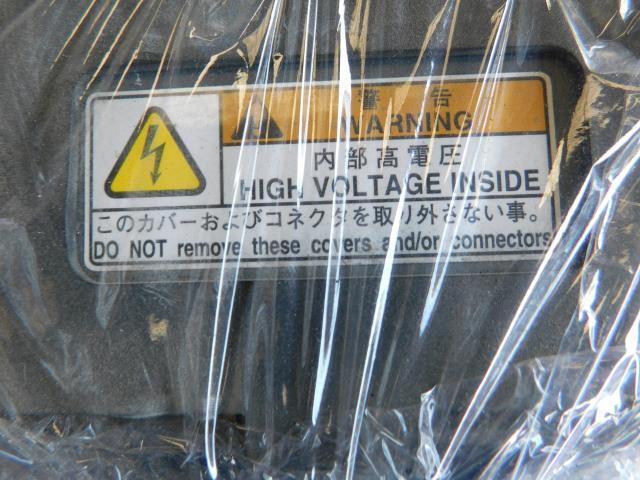 警告
WARNING
内部高電圧
HIGH VOLTAGE INSIDE
このカバーおよびコネクタを取り外さない事。
DO NOT remove these covers and/or connectors